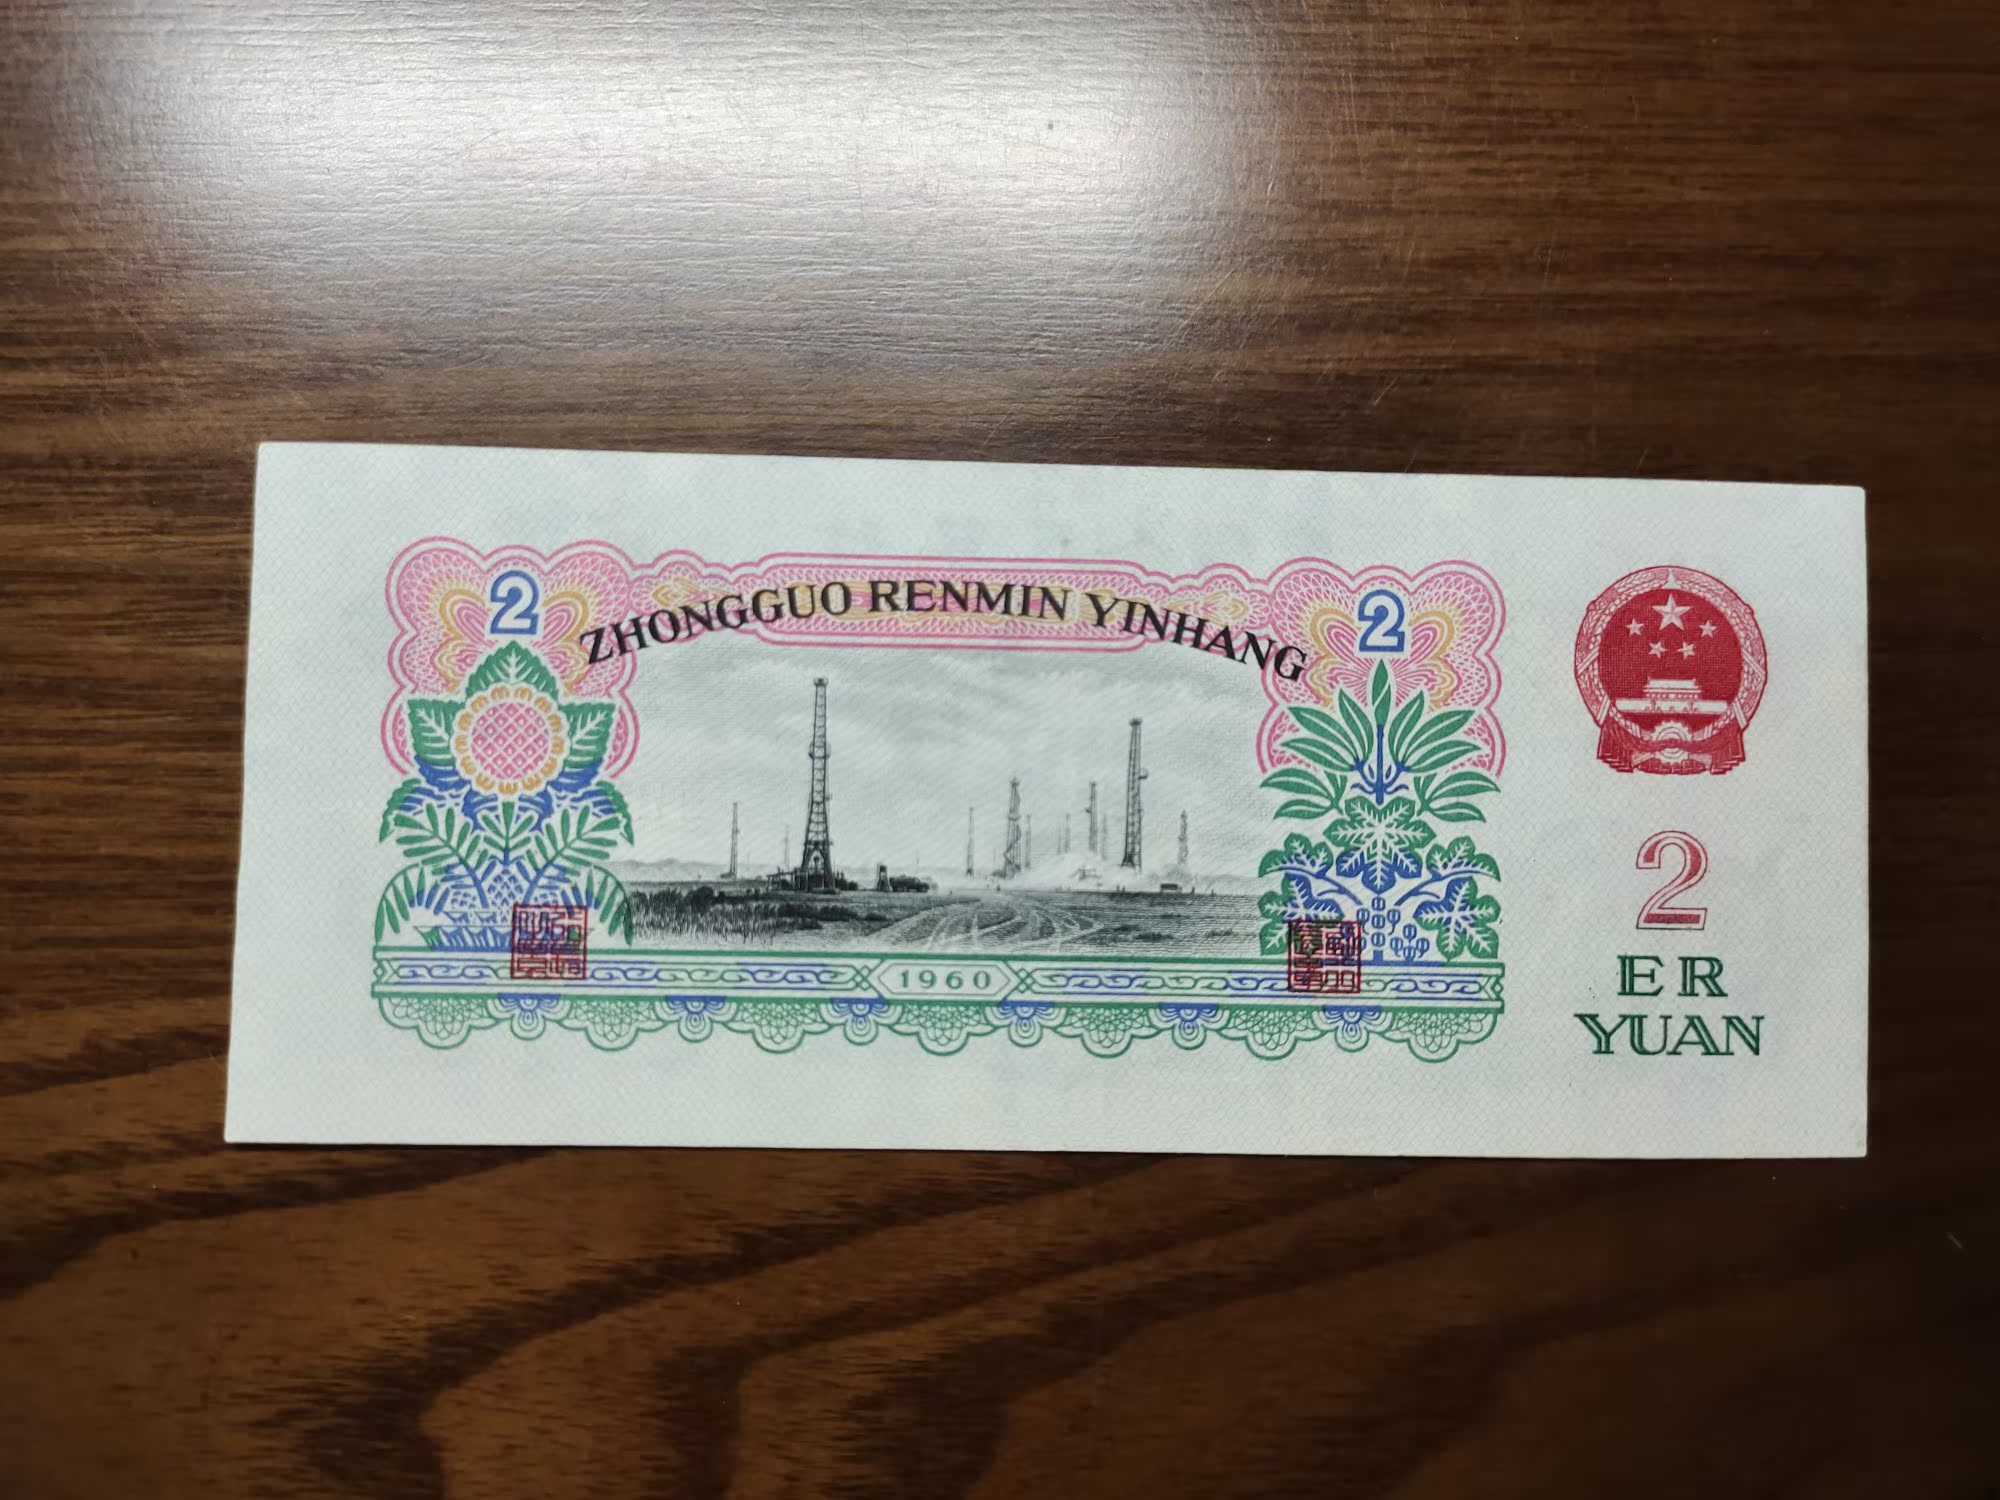 2
ZHONGGUO RENMIN YINHANG
2
1960
2
ER
YUAN